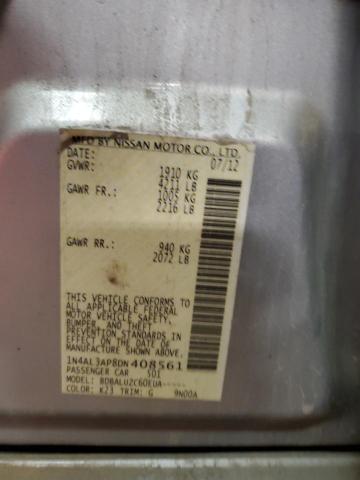 MFD BY NISSAN MOTOR CO., LTD.
DATE: 07/12
GVWR: 1910 KG
4211 LB
GAWR FR.: 1005 KG
2216 LB
GAWR RR.: 940 KG
2072 LB
THIS VEHICLE CONFORMS TO
ALL APPLICABLE FEDERAL
MOTOR VEHICLE SAFETY,
BUMPER, AND THEFT
PREVENTION STANDARDS IN
EFFECT ON THE DATE OF
MANUFACTURE SHOWN ABOVE.
1N4AL3AP8DN408561
PASSENGER CAR SD1
MODEL: BDBALUZC60EUA-----
COLOR: K23 TRIM: G 9N00A